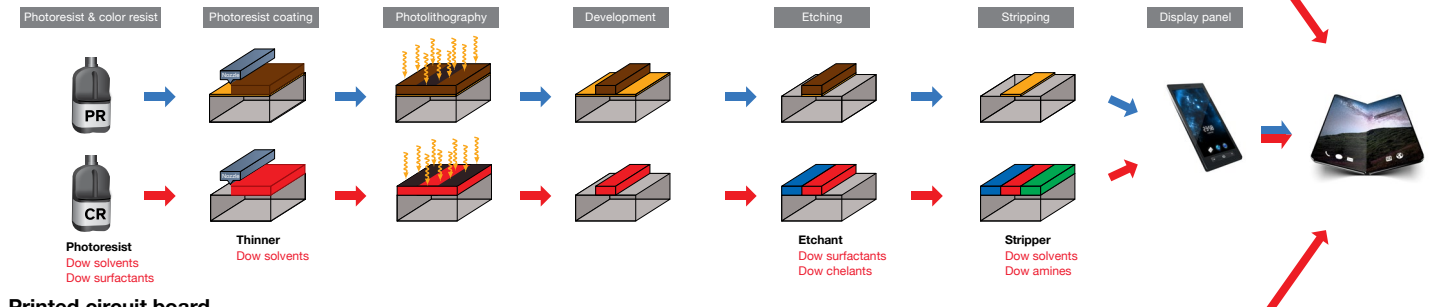 Photoresist & color resist
Photoresist coating
Photolithography
Development
Etching
Stripping
Display panel
Nozzle
PR
Nozzle
CR
Photoresist
Dow solvents
Dow surfactants
Thinner
Dow solvents
Etchant
Dow surfactants
Dow chelants
Stripper
Dow solvents
Dow amines
Printed circuit board